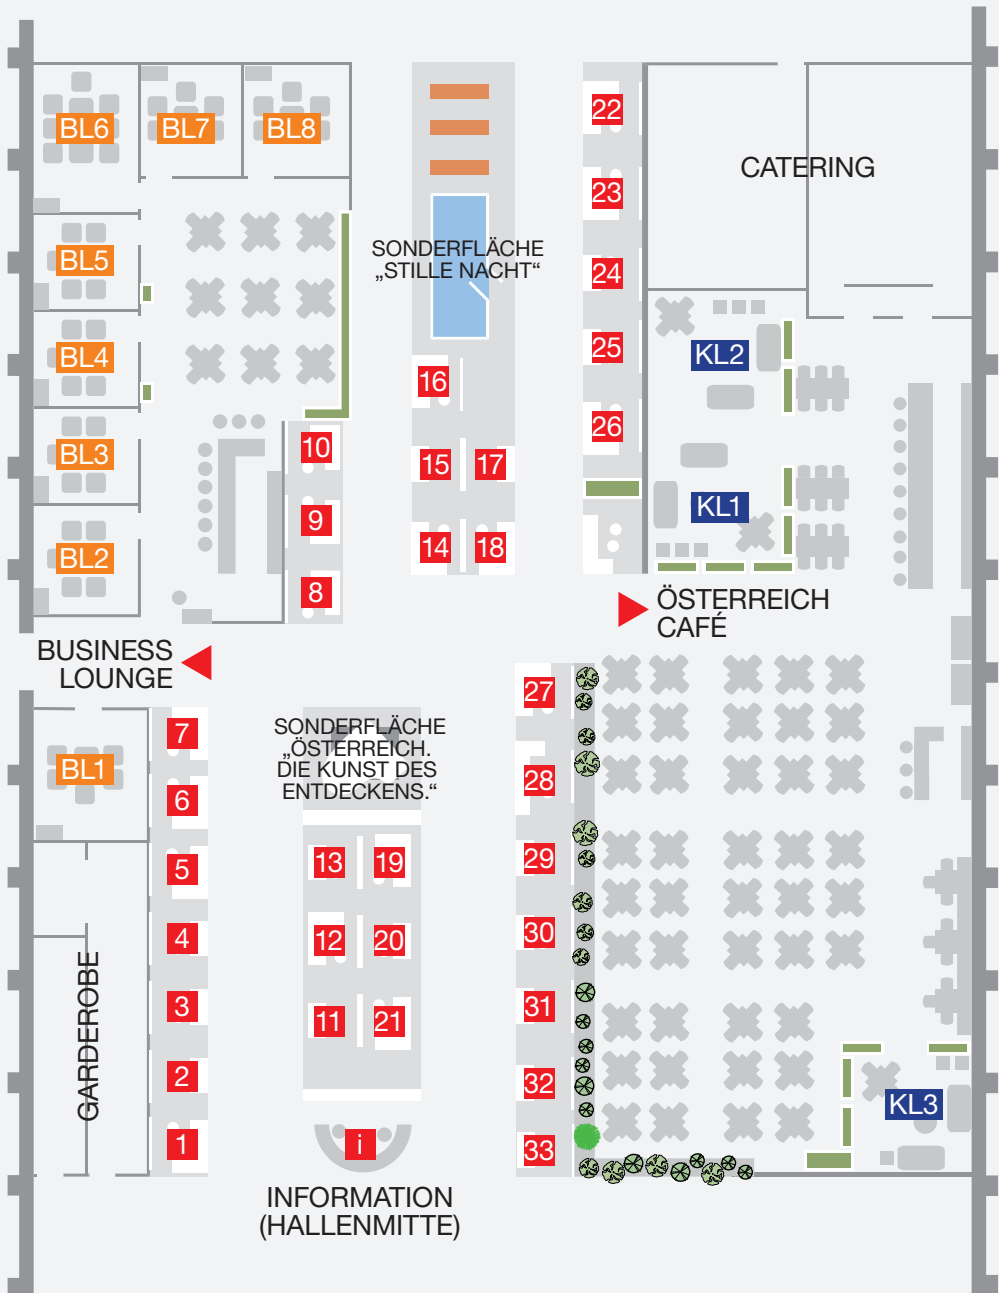 BL6
BL7
BL8
22
CATERING
23
SONDERFLÄCHE
„STILLE NACHT“
BL5
24
BL4
25
KL2
16
BL3
10
26
15
17
9
KL1
BL2
14
18
8
ÖSTERREICH
CAFÉ
BUSINESS
LOUNGE
27
7
SONDERFLÄCHE
„ÖSTERREICH.
DIE KUNST DES
ENTDECKENS.“
BL1
28
6
5
13
19
29
4
12
20
30
3
11
21
31
GARDEROBE
2
32
KL3
1
i
33
INFORMATION
(HALLENMITTE)